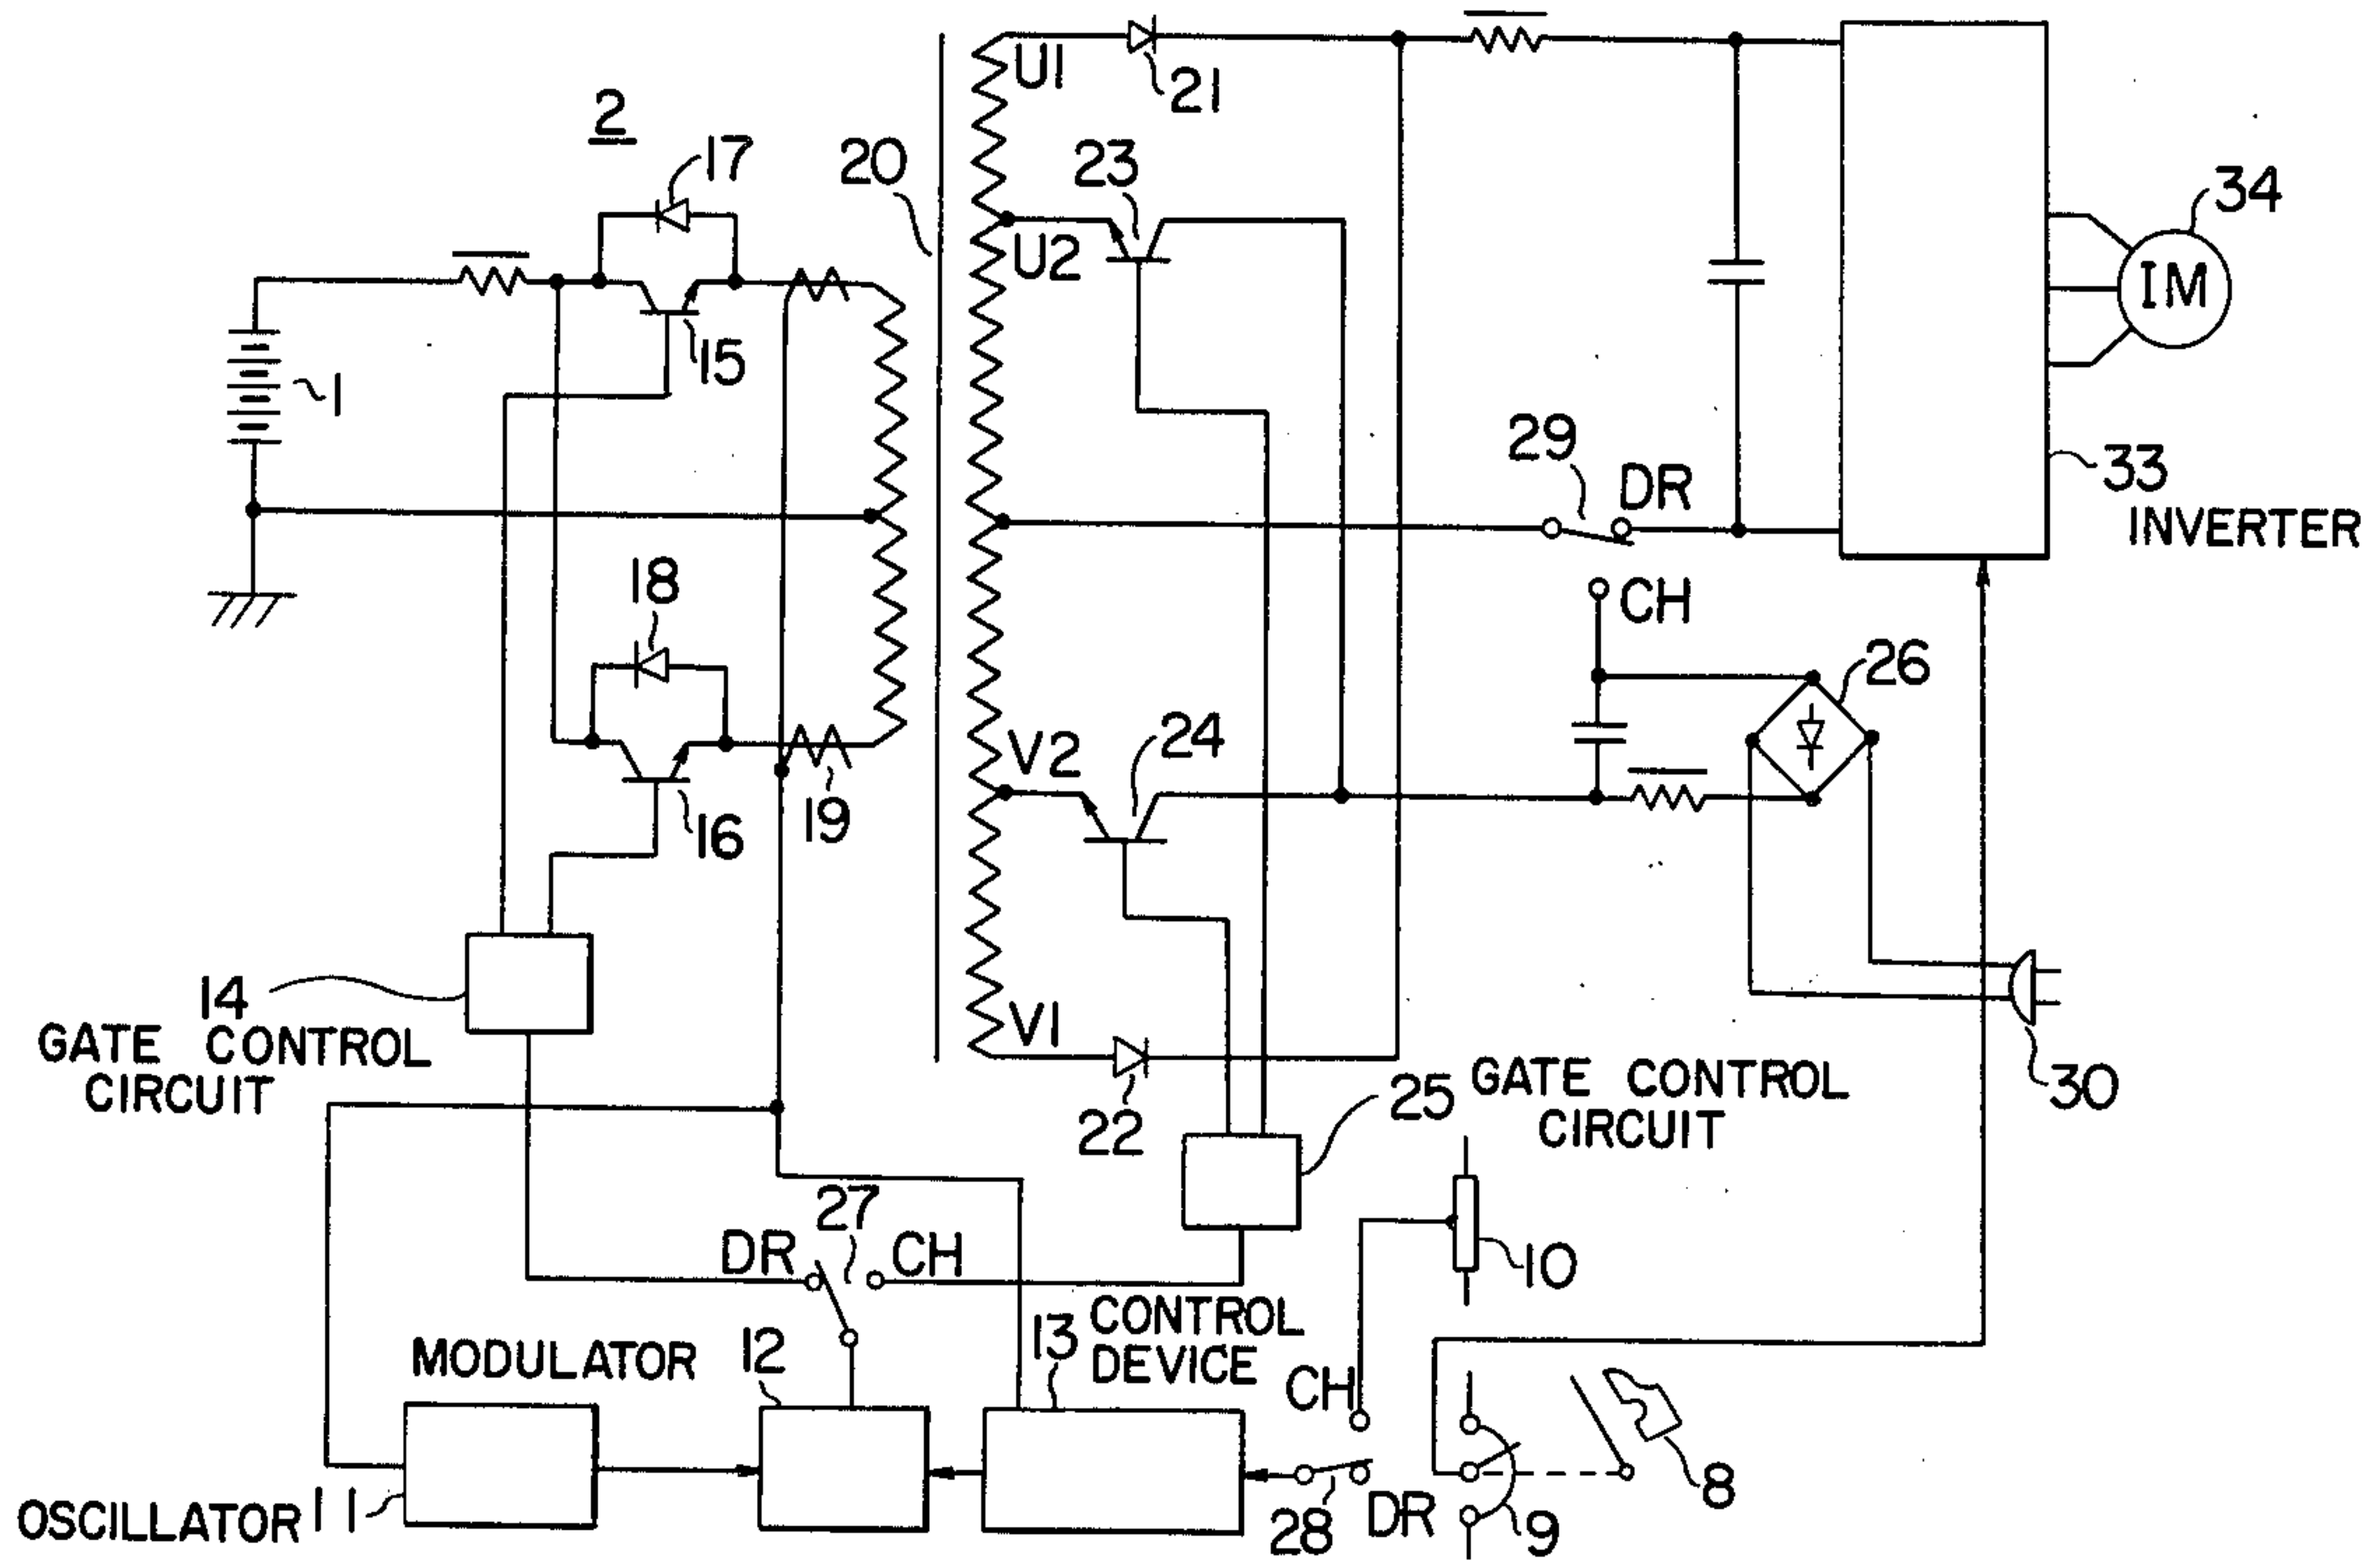 U1
21
2
17
20
23
34
U2
IM
15
1
29
DR
33
INVERTER
18
CH
26
V2
24
19
16
14
GATE CONTROL
CIRCUIT
V1
22
25
GATE CONTROL
CIRCUIT
30
27
DR
CH
10
MODULATOR
12
13
CONTROL
DEVICE
CH
8
OSCILLATOR
11
28
DR
9